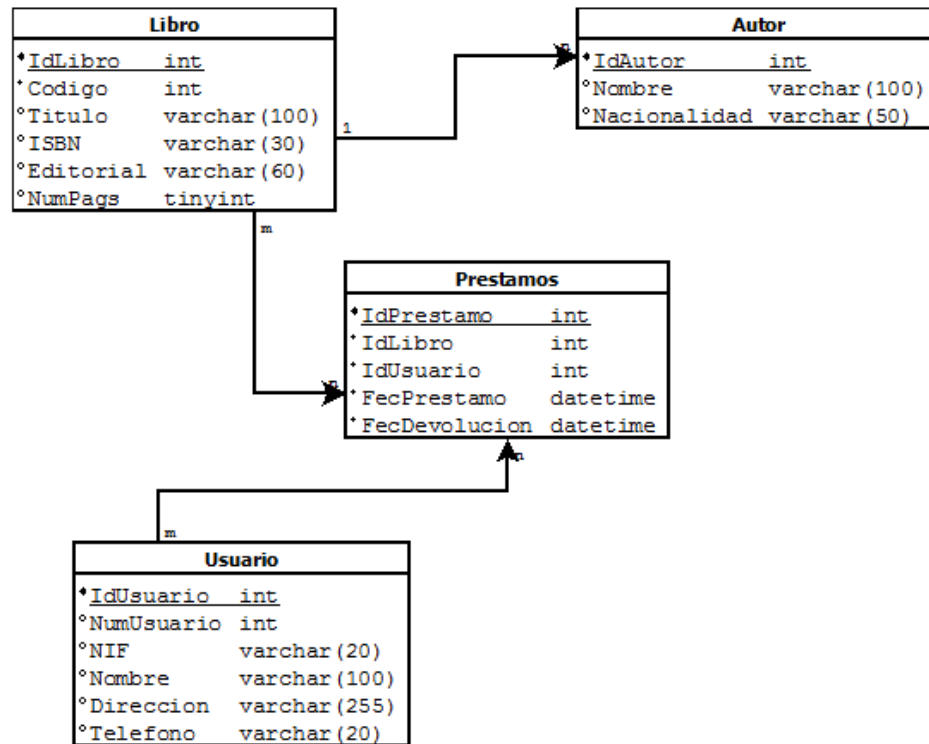 Libro
IdLibro int
Codigo int
Titulo varchar(100)
ISBN varchar(30)
Editorial varchar(60)
NumPags tinyint
1
m
Autor
n
IdAutor int
Nombre varchar(100)
Nacionalidad varchar(50)
Prestamos
IdPrestamo int
IdLibro int
IdUsuario int
n
FecPrestamo datetime
FecDevolucion datetime
n
m
Usuario
IdUsuario int
NumUsuario int
NIF varchar(20)
Nombre varchar(100)
Direccion varchar(255)
Telefono varchar(20)